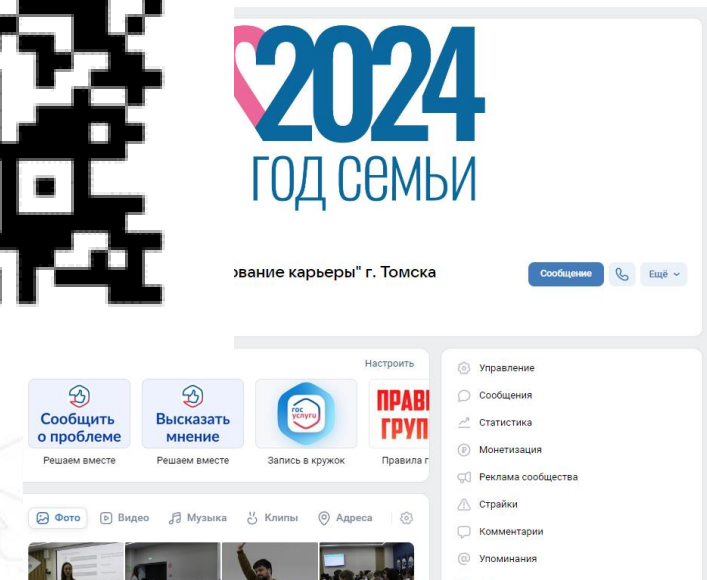 2024
ГОД СЕМЬИ
ование карьеры" г. Томска
Сообщение
Ещё
Настроить
Сообщить
о проблеме
Решаем вместе
Высказать
мнение
Решаем вместе
гос
услуги
Запись в кружок
ПРАВИ
ГРУП
Правила г
Фото
Видео
Музыка
Клипы
Адреса
Управление
Сообщения
Статистика
Монетизация
Реклама сообщества
Страйки
Комментарии
Упоминания